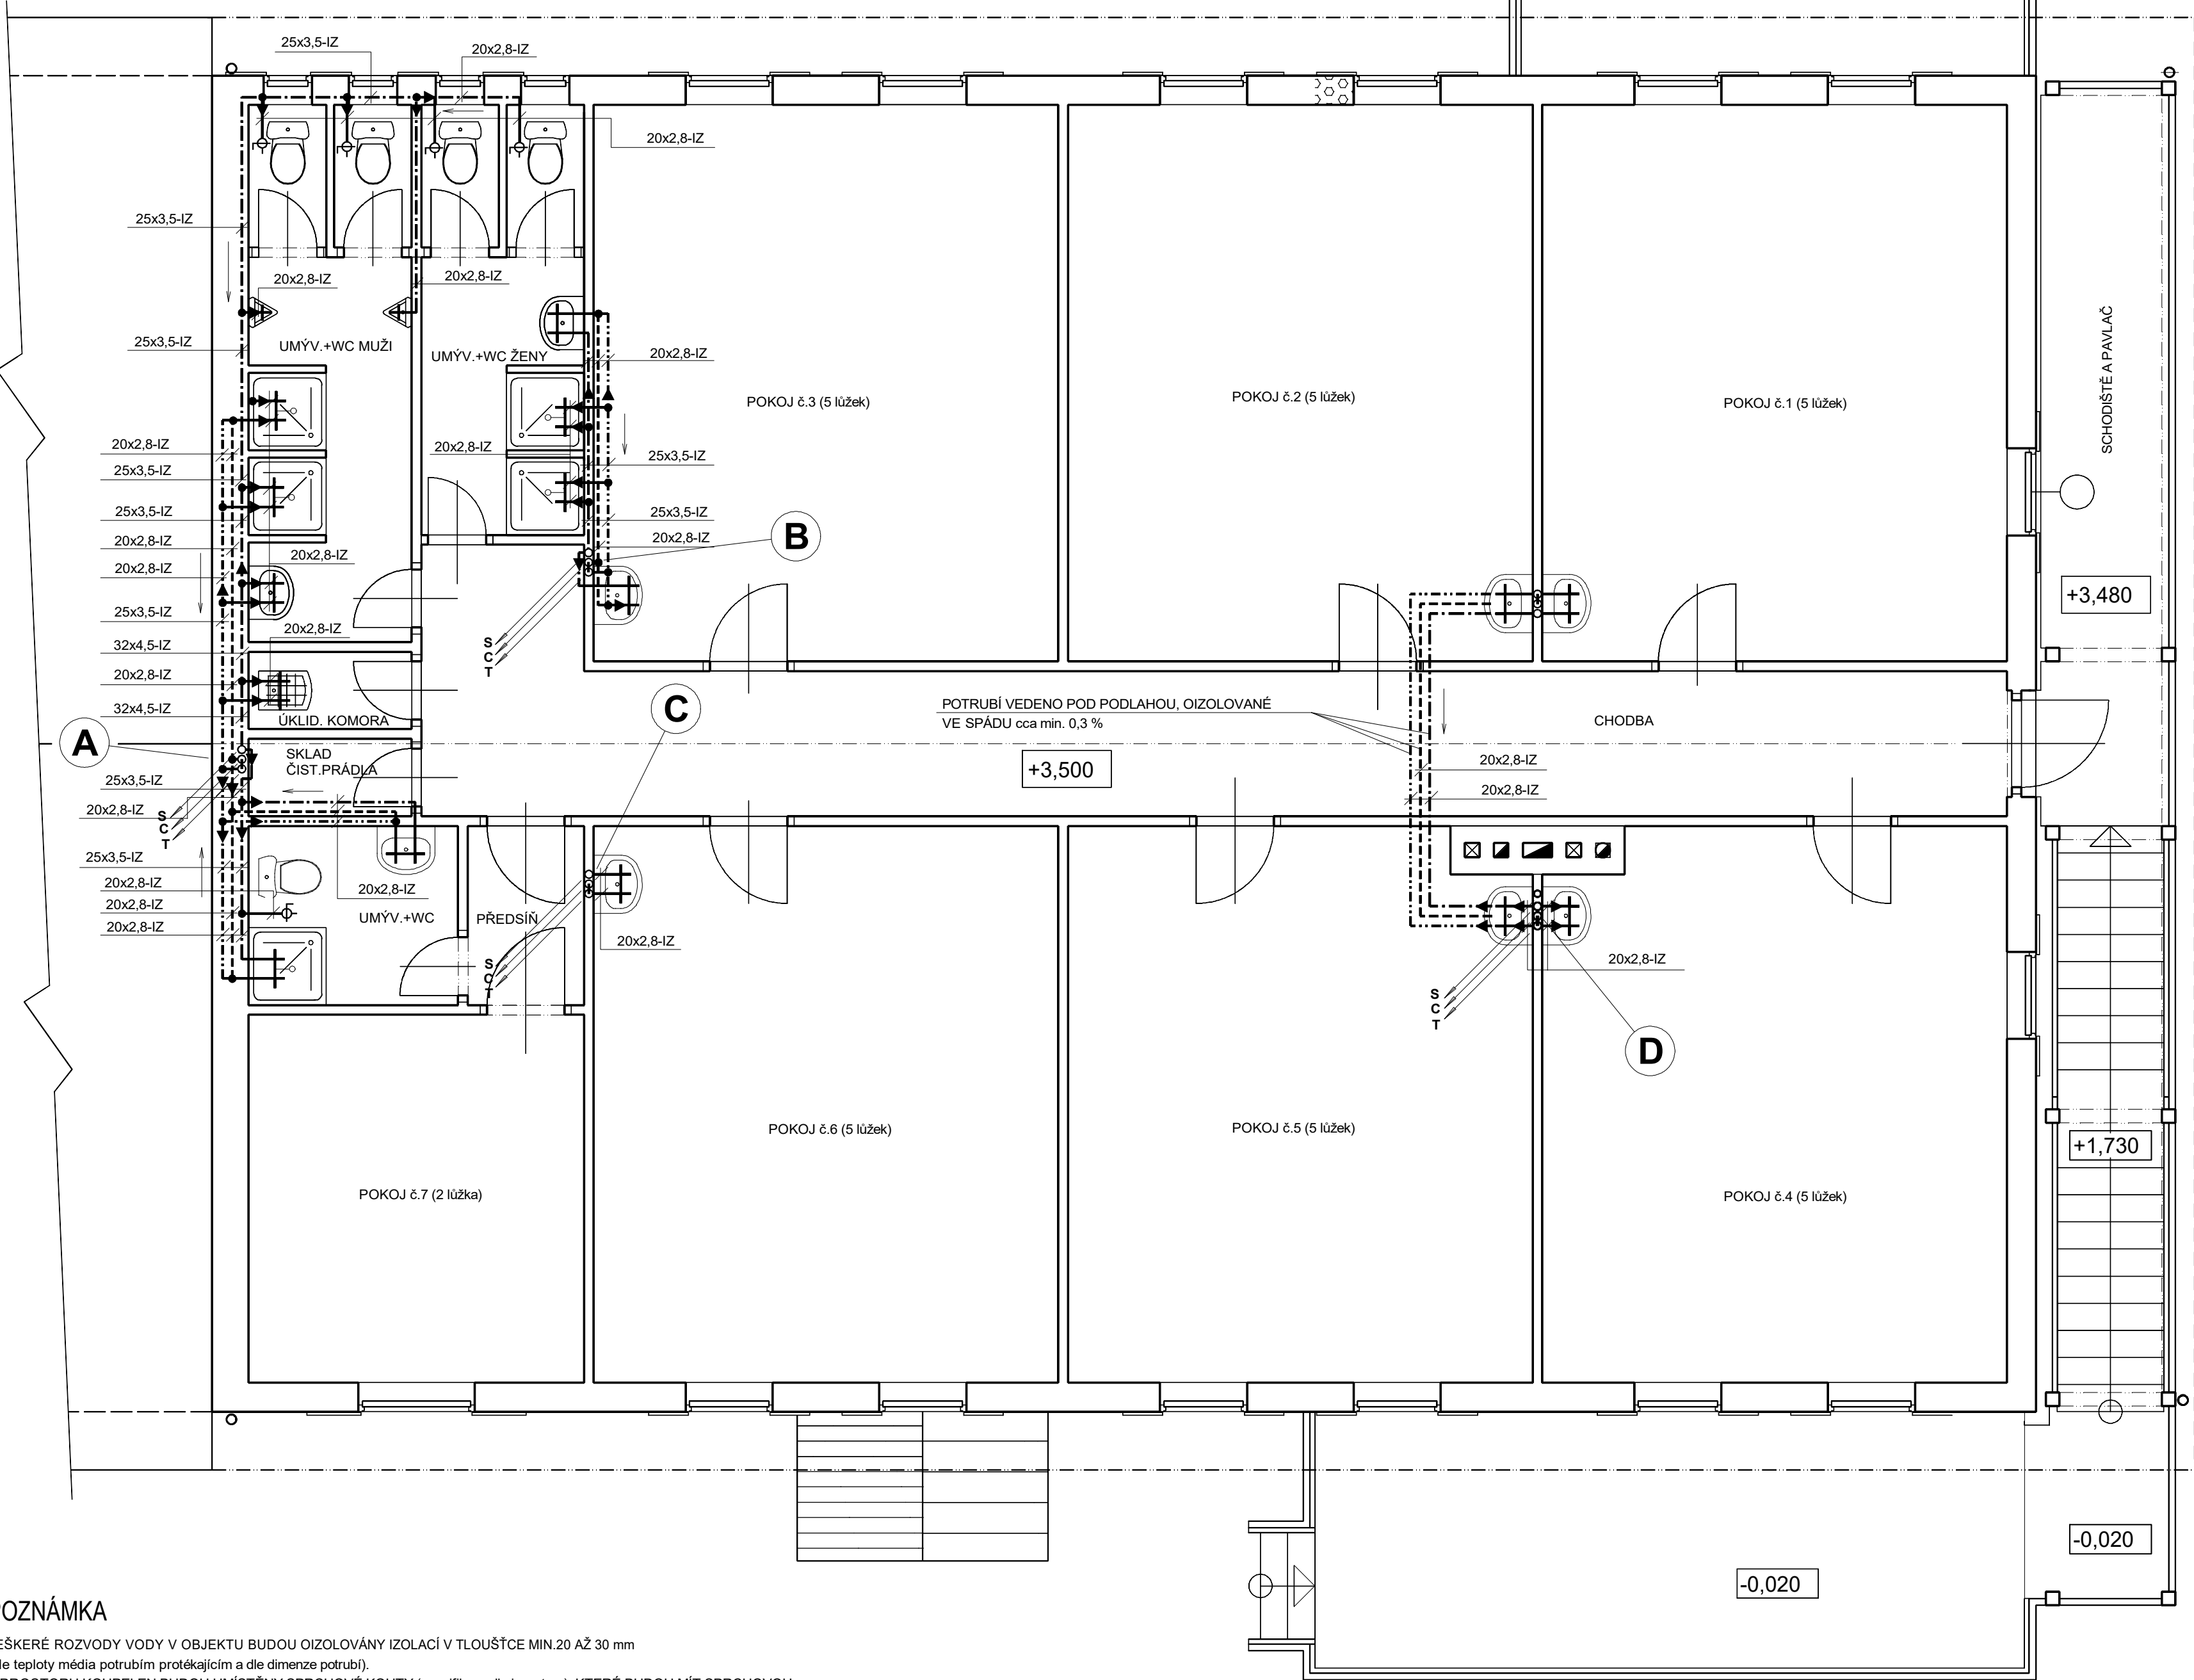 25x3,5-IZ
20x2,8-IZ
20x2,8-IZ
25x3,5-IZ
20x2,8-IZ
20x2,8-IZ
25x3,5-IZ
UMÝV.+WC MUŽI
UMÝV.+WC ŽENY
20x2,8-IZ
POKOJ č.3 (5 lůžek)
POKOJ č.2 (5 lůžek)
POKOJ č.1 (5 lůžek)
SCHODIŠTĚ A PAVLAČ
20x2,8-IZ
20x2,8-IZ
25x3,5-IZ
25x3,5-IZ
25x3,5-IZ
25x3,5-IZ
20x2,8-IZ
20x2,8-IZ
B
20x2,8-IZ
20x2,8-IZ
25x3,5-IZ
20x2,8-IZ
+3,480
32x4,5-IZ
S
C
T
20x2,8-IZ
32x4,5-IZ
C
POTRUBÍ VEDENO POD PODLAHOU, OIZOLOVANÉ
VE SPÁDU cca min. 0,3 %
CHODBA
ÚKLID. KOMORA
A
SKLAD
ČIST.PRÁDLA
+3,500
20x2,8-IZ
20x2,8-IZ
25x3,5-IZ
20x2,8-IZ
S
C
T
25x3,5-IZ
20x2,8-IZ
20x2,8-IZ
20x2,8-IZ
20x2,8-IZ
UMÝV.+WC
PŘEDSÍŇ
20x2,8-IZ
S
C
T
20x2,8-IZ
S
C
T
D
POKOJ č.6 (5 lůžek)
POKOJ č.5 (5 lůžek)
+1,730
POKOJ č.7 (2 lůžka)
POKOJ č.4 (5 lůžek)
-0,020
-0,020
OZNÁMKA
EŠKERÉ ROZVODY VODY V OBJEKTU BUDOU OIZOLOVÁNY IZOLACÍ V TLOUŠŤCE MIN.20 AŽ 30 mm
le teploty média potrubím protékajícím a dle dimenze potrubí).